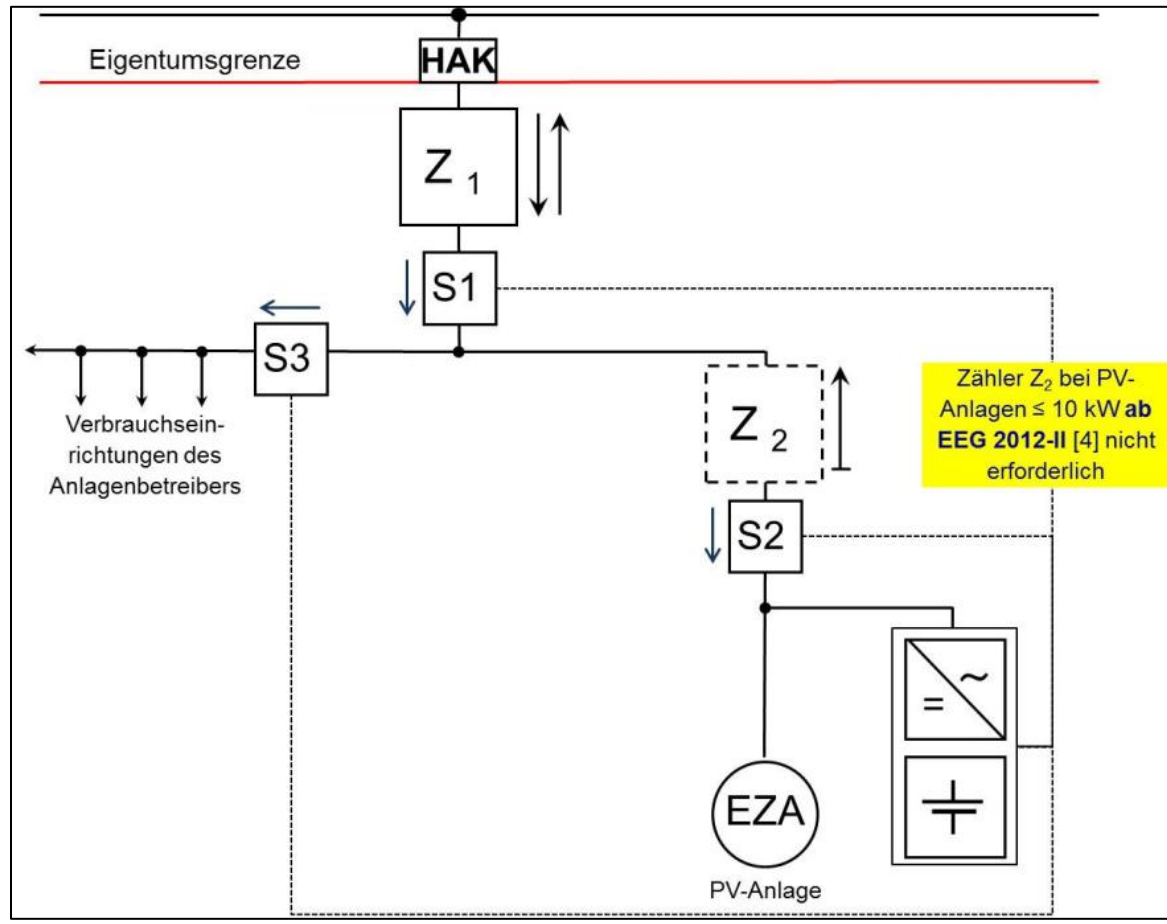 Eigentumsgrenze
HAK
Z 1
S1
S3
Verbrauchsein-
richtungen des
Anlagenbetreibers
Z 2
Zähler Z2 bei PV-
Anlagen ≤ 10 kW ab
EEG 2012-II [4] nicht
erforderlich
S2
~
=
EZA
PV-Anlage